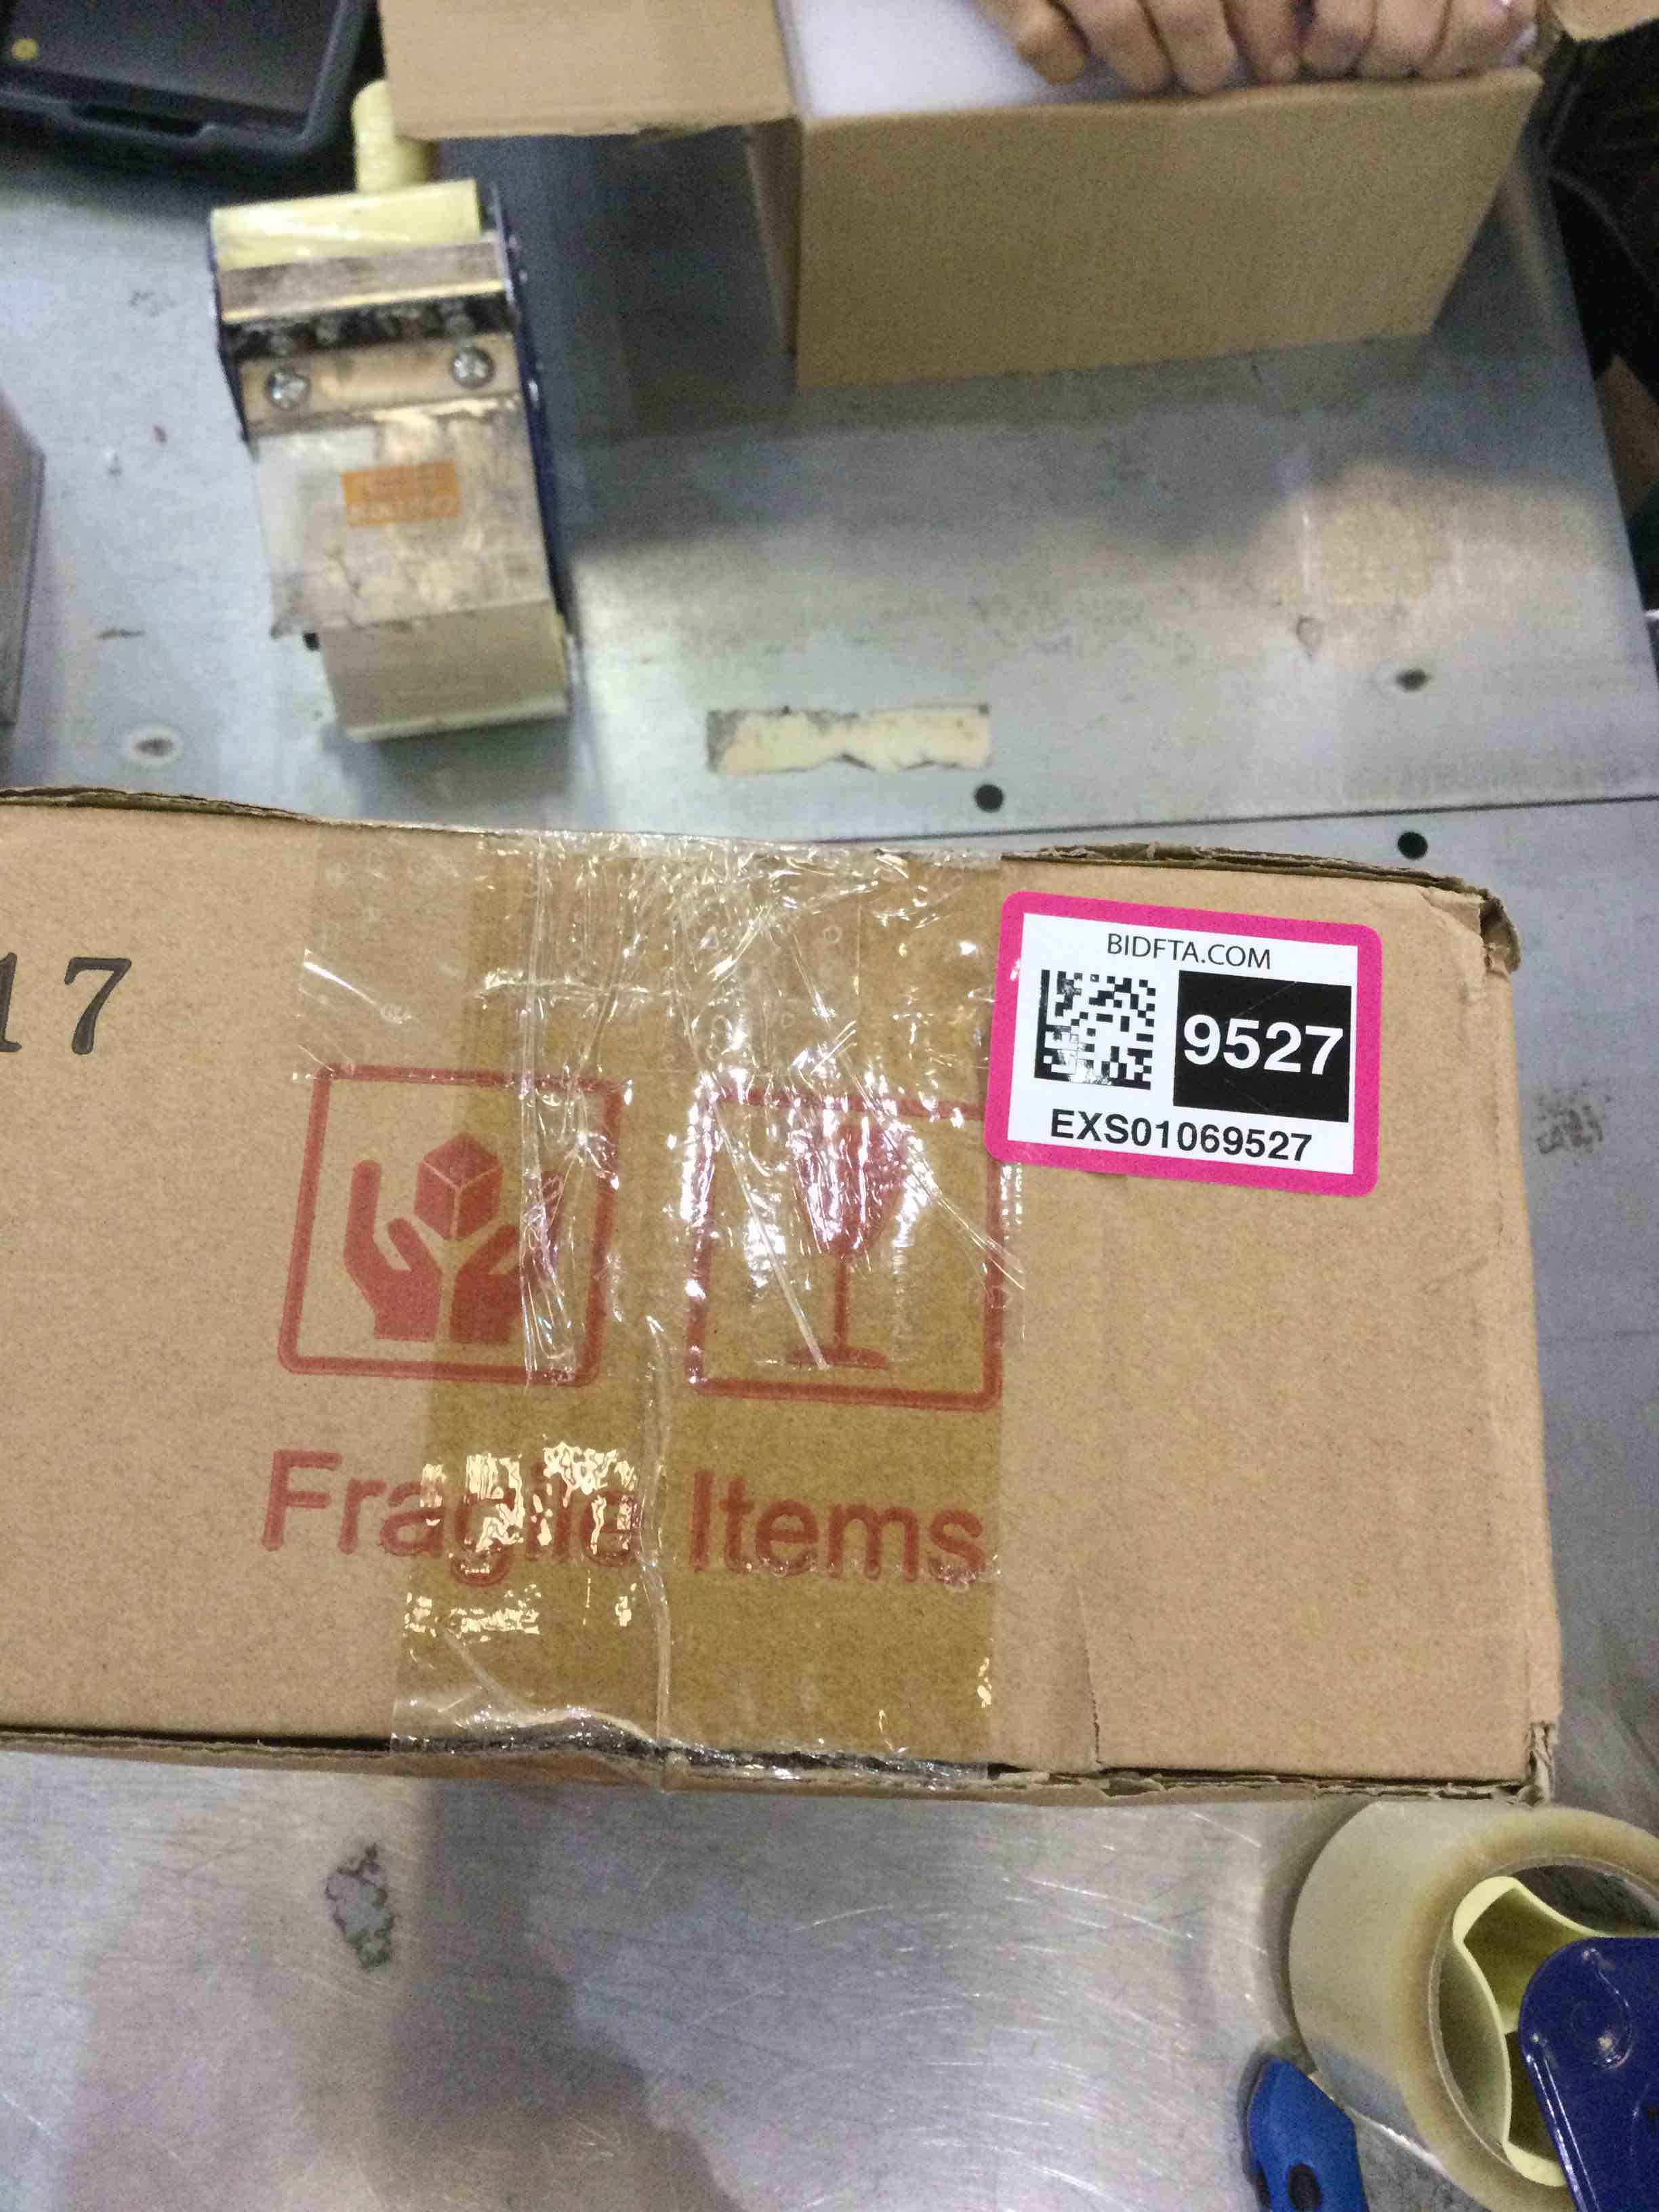 17
BIDFTA.COM
9527
EXS01069527
Fragile Items